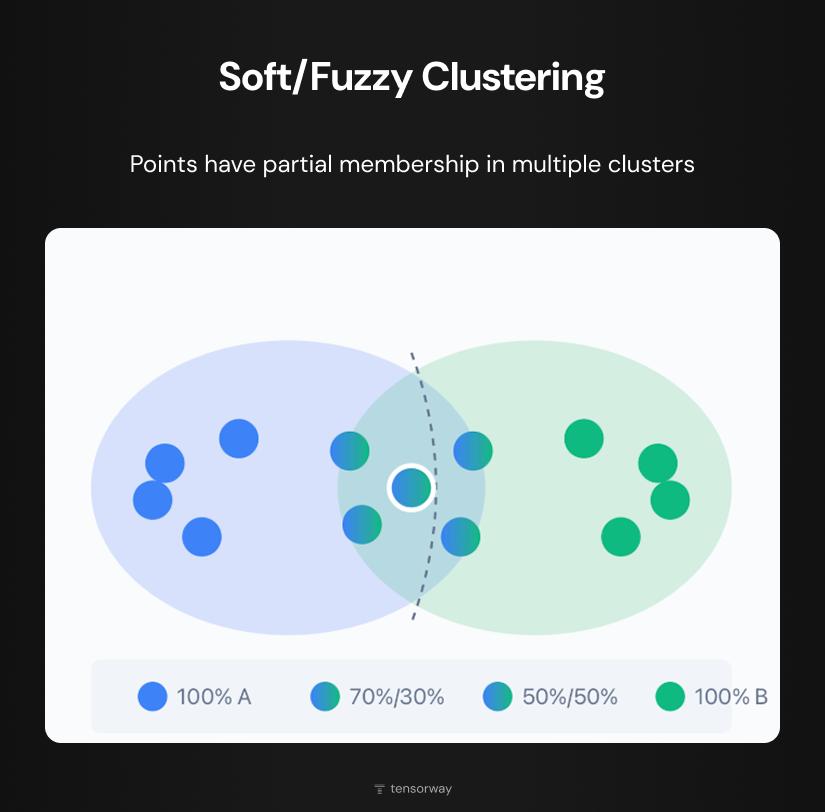 Soft/Fuzzy Clustering
Points have partial membership in multiple clusters
100% A
70%/30%
50%/50%
100% B
tensorway